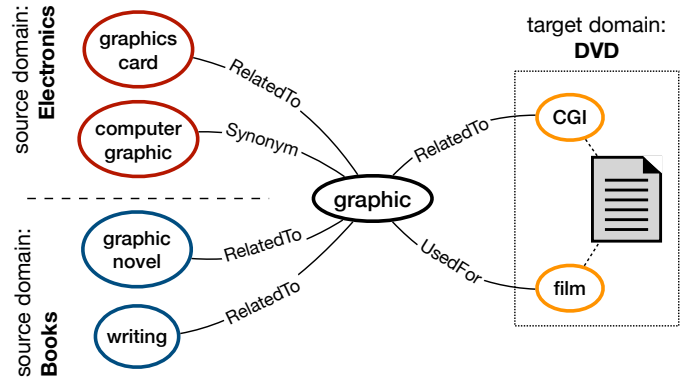 source domain:
Electronics
graphics
card
RelatedTo
computer
graphic
Synonym
source domain:
Books
graphic
novel
RelatedTo
writing
RelatedTo
graphic
target domain:
DVD
RelatedTo
CGI
UsedFor
film